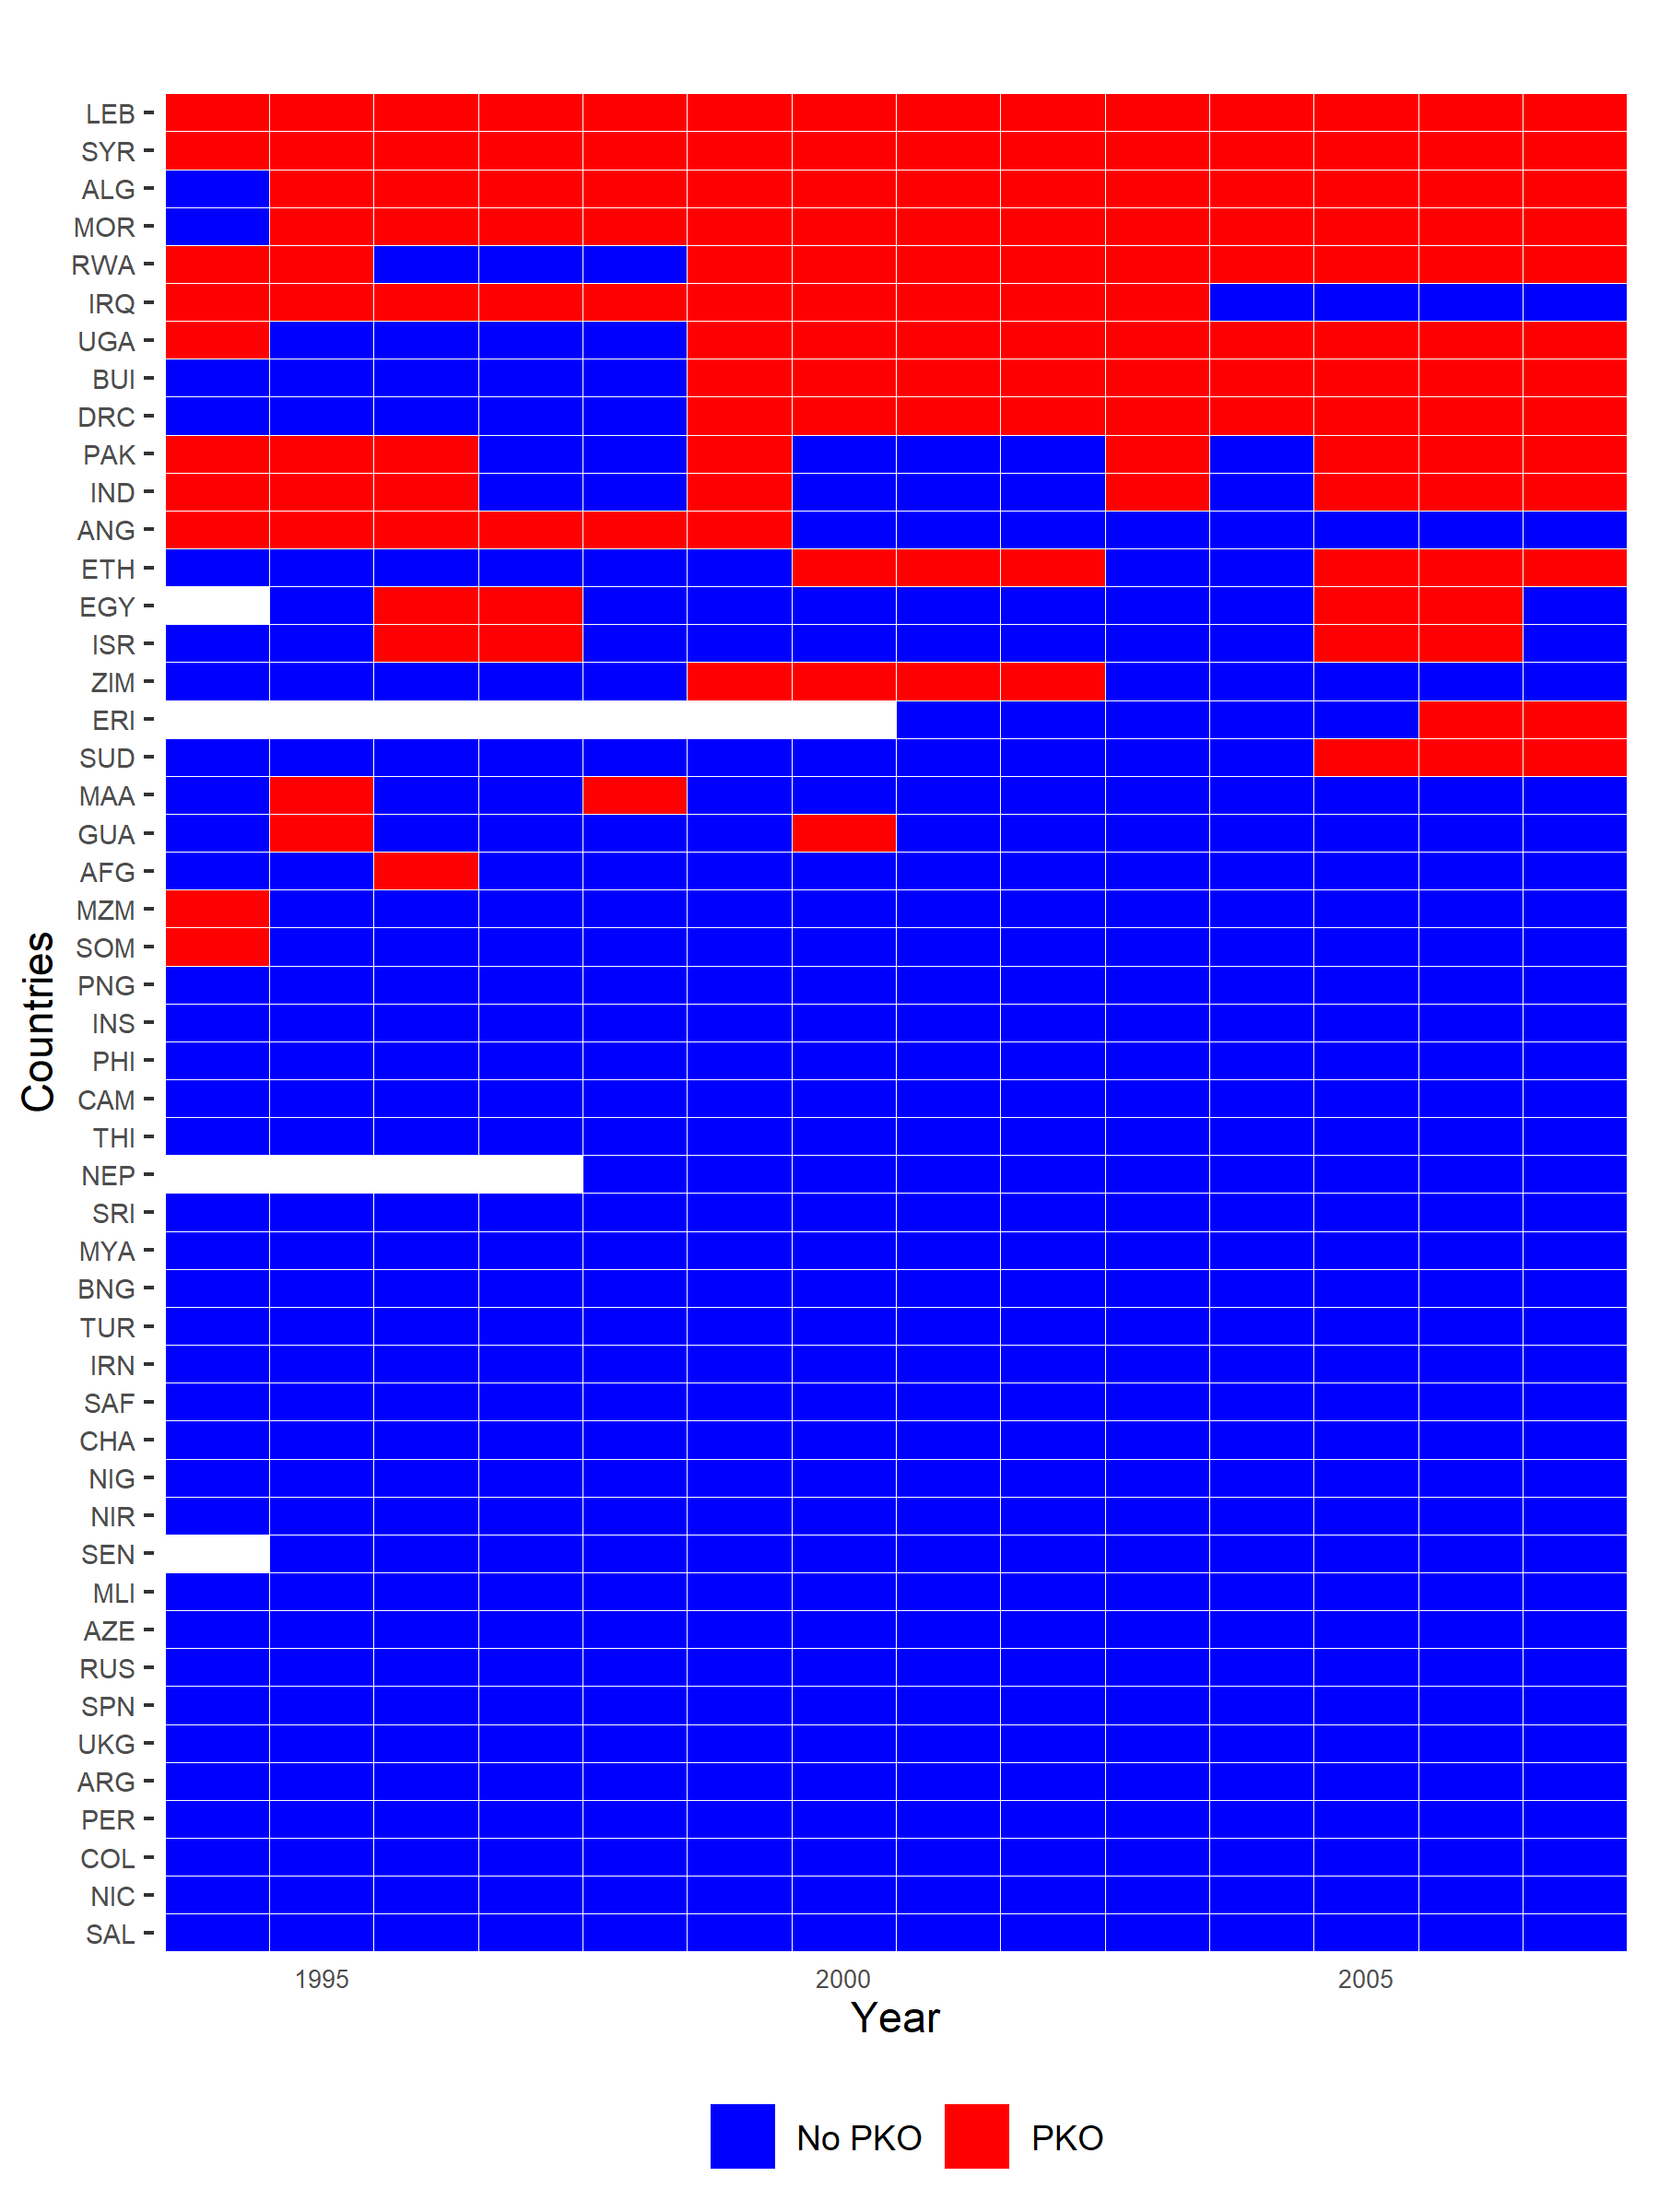 LEB
SYR
ALG
MOR
RWA
IRQ
UGA
BUI
DRC
PAK
IND
ANG
ETH
EGY
ISR
ZIM
ERI
SUD
MAA
GUA
AFG
MZM
SOM
PNG
INS
PHI
CAM
THI
NEP
SRI
MYA
BNG
TUR
IRN
SAF
CHA
NIG
NIR
SEN
MLI
AZE
RUS
SPN
UKG
ARG
PER
COL
NIC
SAL
Countries
1995 2000 2005
Year
No PKO PKO